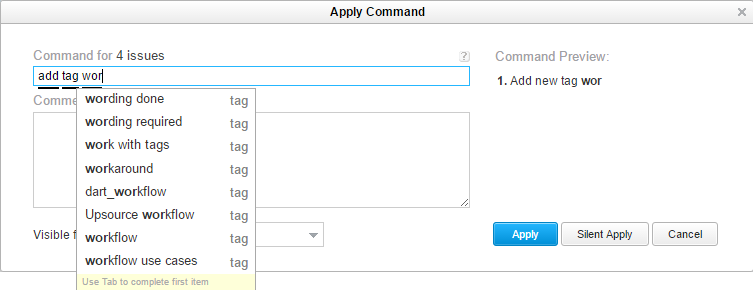 Apply Command
Command for 4 issues
Command Preview:
add tag wor
1. Add new tag wor
Comme
wording done tag
wording required tag
work with tags tag
workaround tag
dart_workflow tag
Upsource workflow tag
workflow tag
workflow use cases tag
Use Tab to complete first item
Visible f
Apply
Silent Apply
Cancel